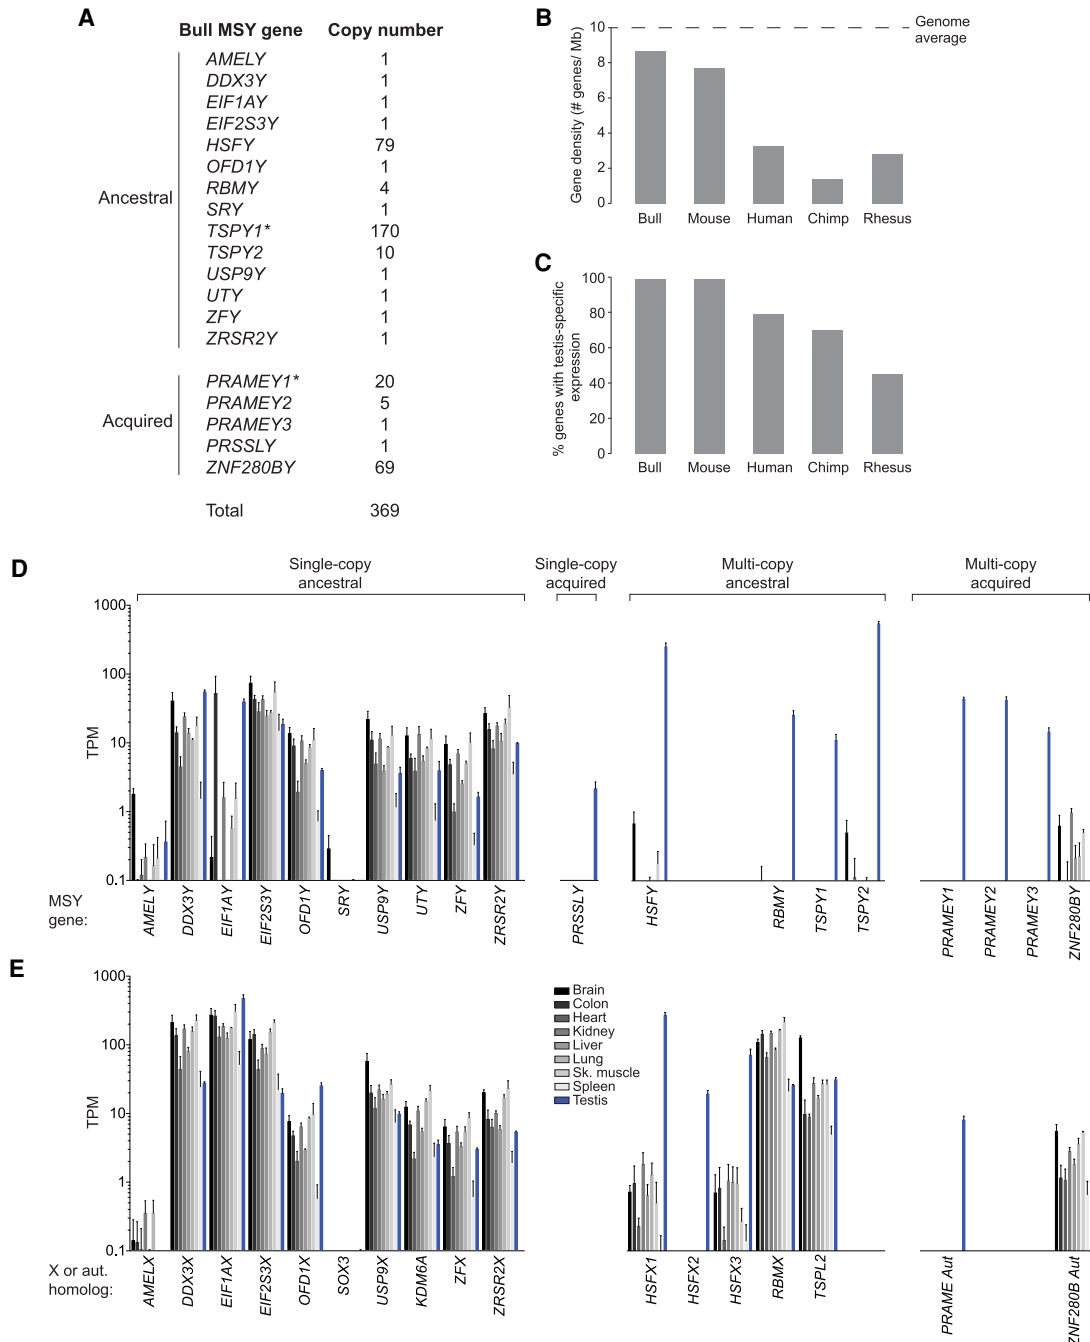 A
Bull MSY gene Copy number
AMELY 1
DDX3Y 1
EIF1AY 1
EIF2S3Y 1
HSFY 79
OFD1Y 1
Ancestral
RBMY 4
SRY 1
TSPY1* 170
TSPY2 10
USP9Y 1
UTY 1
ZFY 1
ZRSR2Y 1
PRAMEY1* 20
PRAMEY2 5
Acquired
PRAMEY3 1
PRSSLY 1
ZNF280BY 69
Total 369
B
Gene density (# genes/ Mb)
10
8
6
4
2
0
Genome
average
Bull Mouse Human Chimp Rhesus
C
% genes with testis-specific
expression
100
80
60
40
20
0
Bull Mouse Human Chimp Rhesus
D
Single-copy
ancestral
Single-copy
acquired
Multi-copy
ancestral
Multi-copy
acquired
TPM
1000
100
10
1
0.1
MSY
gene:
AMELY
DDX3Y
EIF1AY
EIF2S3Y
OFD1Y
SRY
USP9Y
UTY
ZFY
ZRSR2Y
PRSSLY
HSFY
RBMY
TSPY1
TSPY2
PRAMEY1
PRAMEY2
PRAMEY3
ZNF280BY
E
TPM
1000
100
10
1
0.1
Brain
Colon
Heart
Kidney
Liver
Lung
Sk. muscle
Spleen
Testis
X or aut.
homolog:
AMELX
DDX3X
EIF1AX
EIF2S3X
OFD1X
SOX3
USP9X
KDM6A
ZFX
ZRSR2X
HSFX1
HSFX2
HSFX3
RBMX
TSPL2
PRAME Aut
ZNF280B Aut